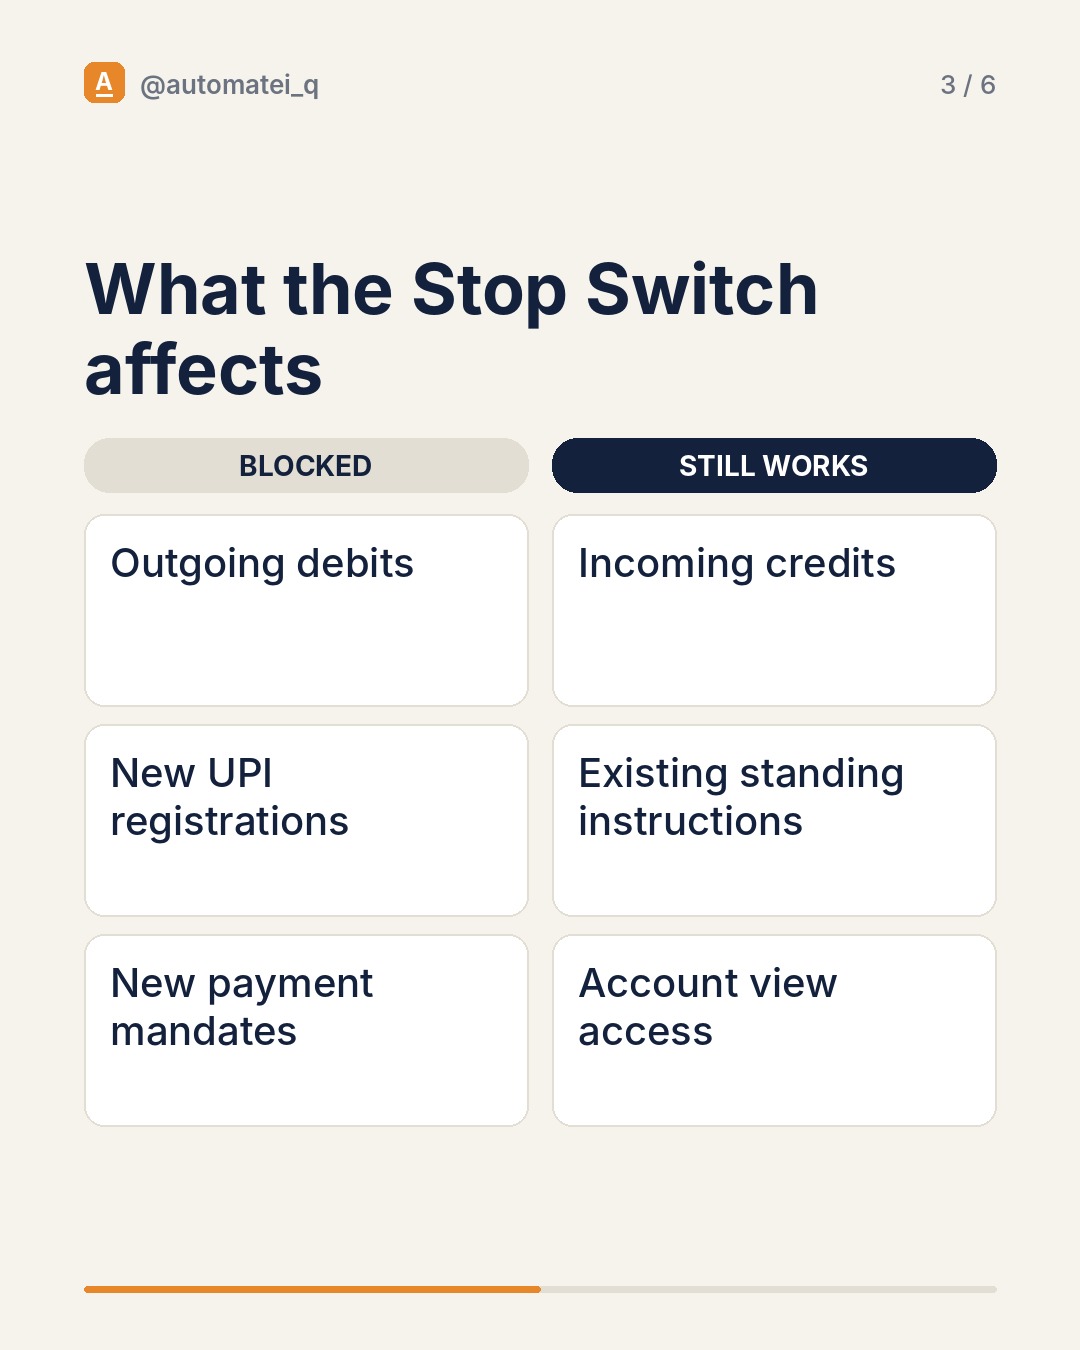 A @automatei_q
3 / 6
What the Stop Switch
affects
BLOCKED
STILL WORKS
Outgoing debits
Incoming credits
New UPI
registrations
Existing standing
instructions
New payment
mandates
Account view
access